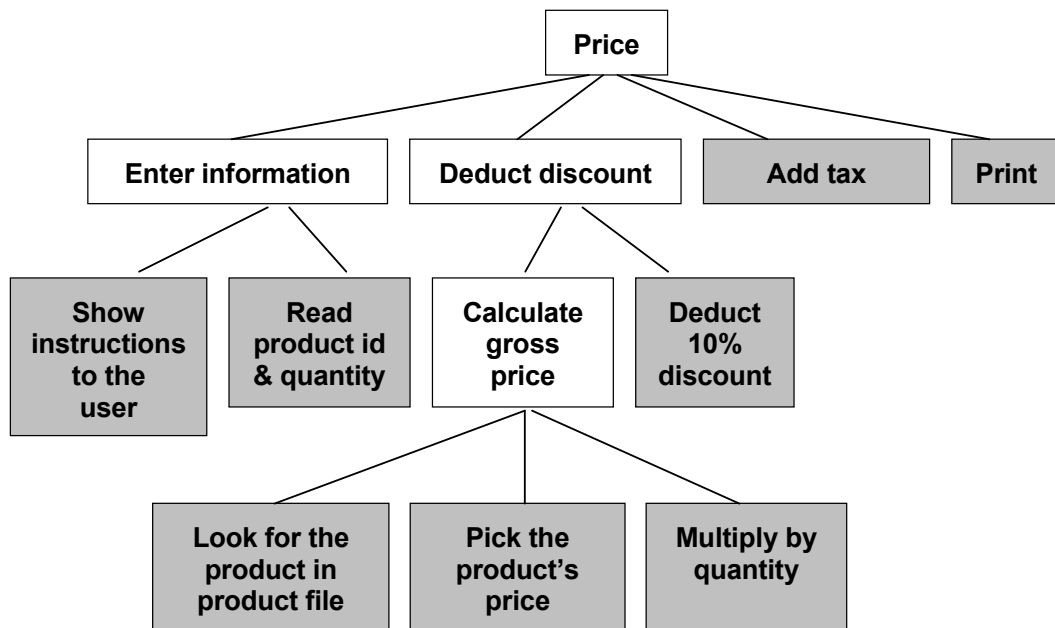 Price
Enter information
Deduct discount
Add tax
Print
Show
instructions
to the
user
Read
product id
& quantity
Calculate
gross
price
Deduct
10%
discount
Look for the
product in
product file
Pick the
product’s
price
Multiply by
quantity